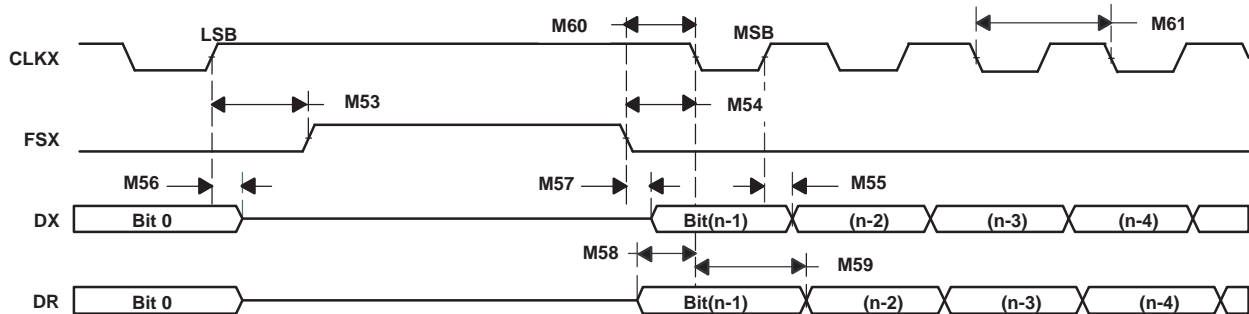 M60
M61
LSB
MSB
CLKX
M53
M54
FSX
M56
M57
M55
DX
Bit 0
Bit(n-1)
(n-2)
(n-3)
(n-4)
M58
M59
DR
Bit 0
Bit(n-1)
(n-2)
(n-3)
(n-4)